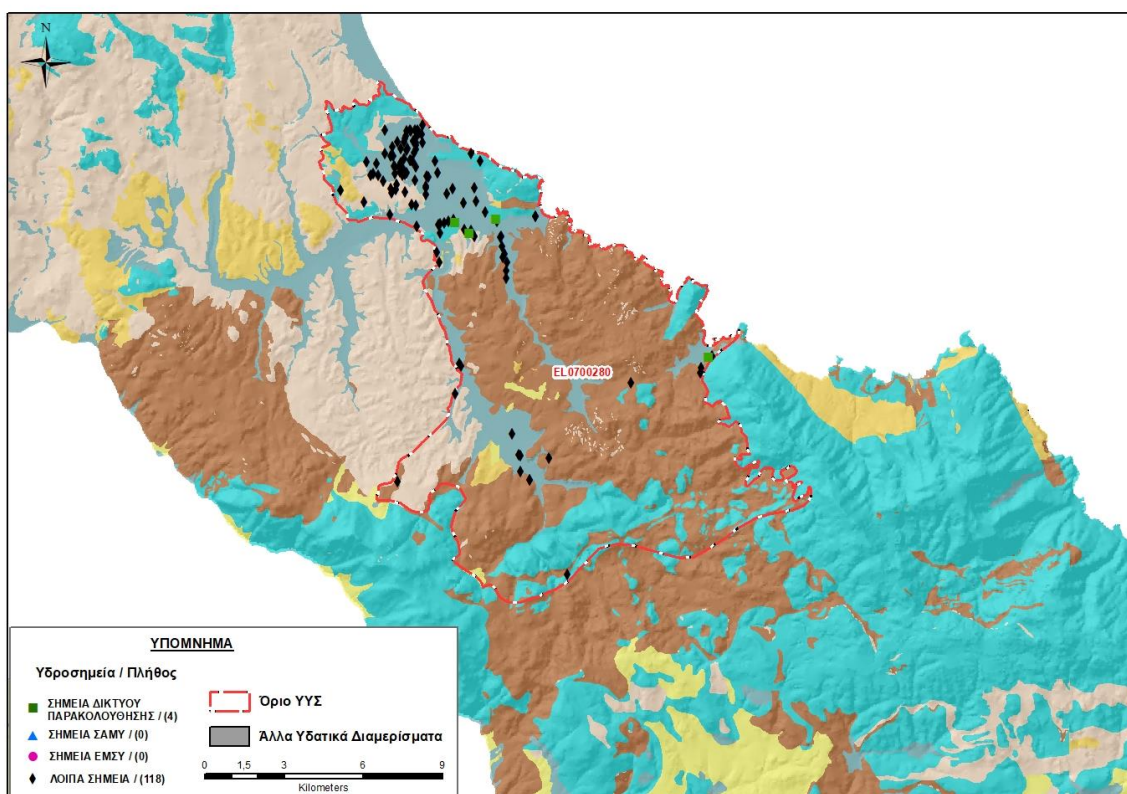 N
EL0700280
ΥΠΟΜΝΗΜΑ
Υδροσημεία / Πλήθος
ΣΗΜΕΙΑ ΔΙΚΤΥΟΥ
ΠΑΡΑΚΟΛΟΥΘΗΣΗΣ / (4)
ΣΗΜΕΙΑ ΣΑΜΥ / (0)
ΣΗΜΕΙΑ ΕΜΣΥ / (0)
ΛΟΙΠΑ ΣΗΜΕΙΑ / (118)
Όριο ΥΥΣ
Άλλα Υδατικά Διαμερίσματα
0 1,5 3 6 9
Kilometers